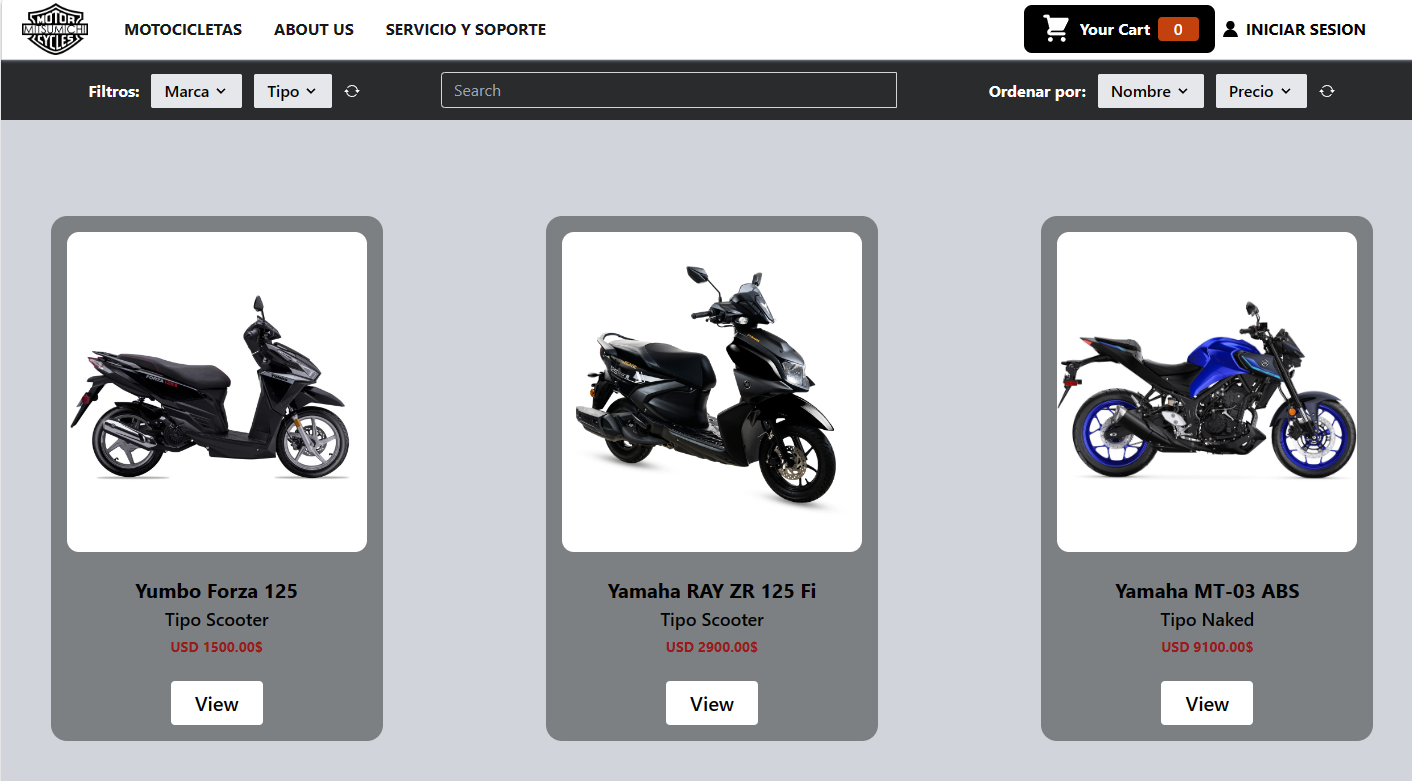 MOTOR
MITSUMICHI
CYCLES
MOTOCICLETAS
ABOUT US
SERVICIO Y SOPORTE
Your Cart 0
INICIAR SESION
Filtros:
Marca
Tipo
Search
Ordenar por:
Nombre
Precio
Yumbo Forza 125
Tipo Scooter
USD 1500.00$
View
Yamaha RAY ZR 125 Fi
Tipo Scooter
USD 2900.00$
View
Yamaha MT-03 ABS
Tipo Naked
USD 9100.00$
View